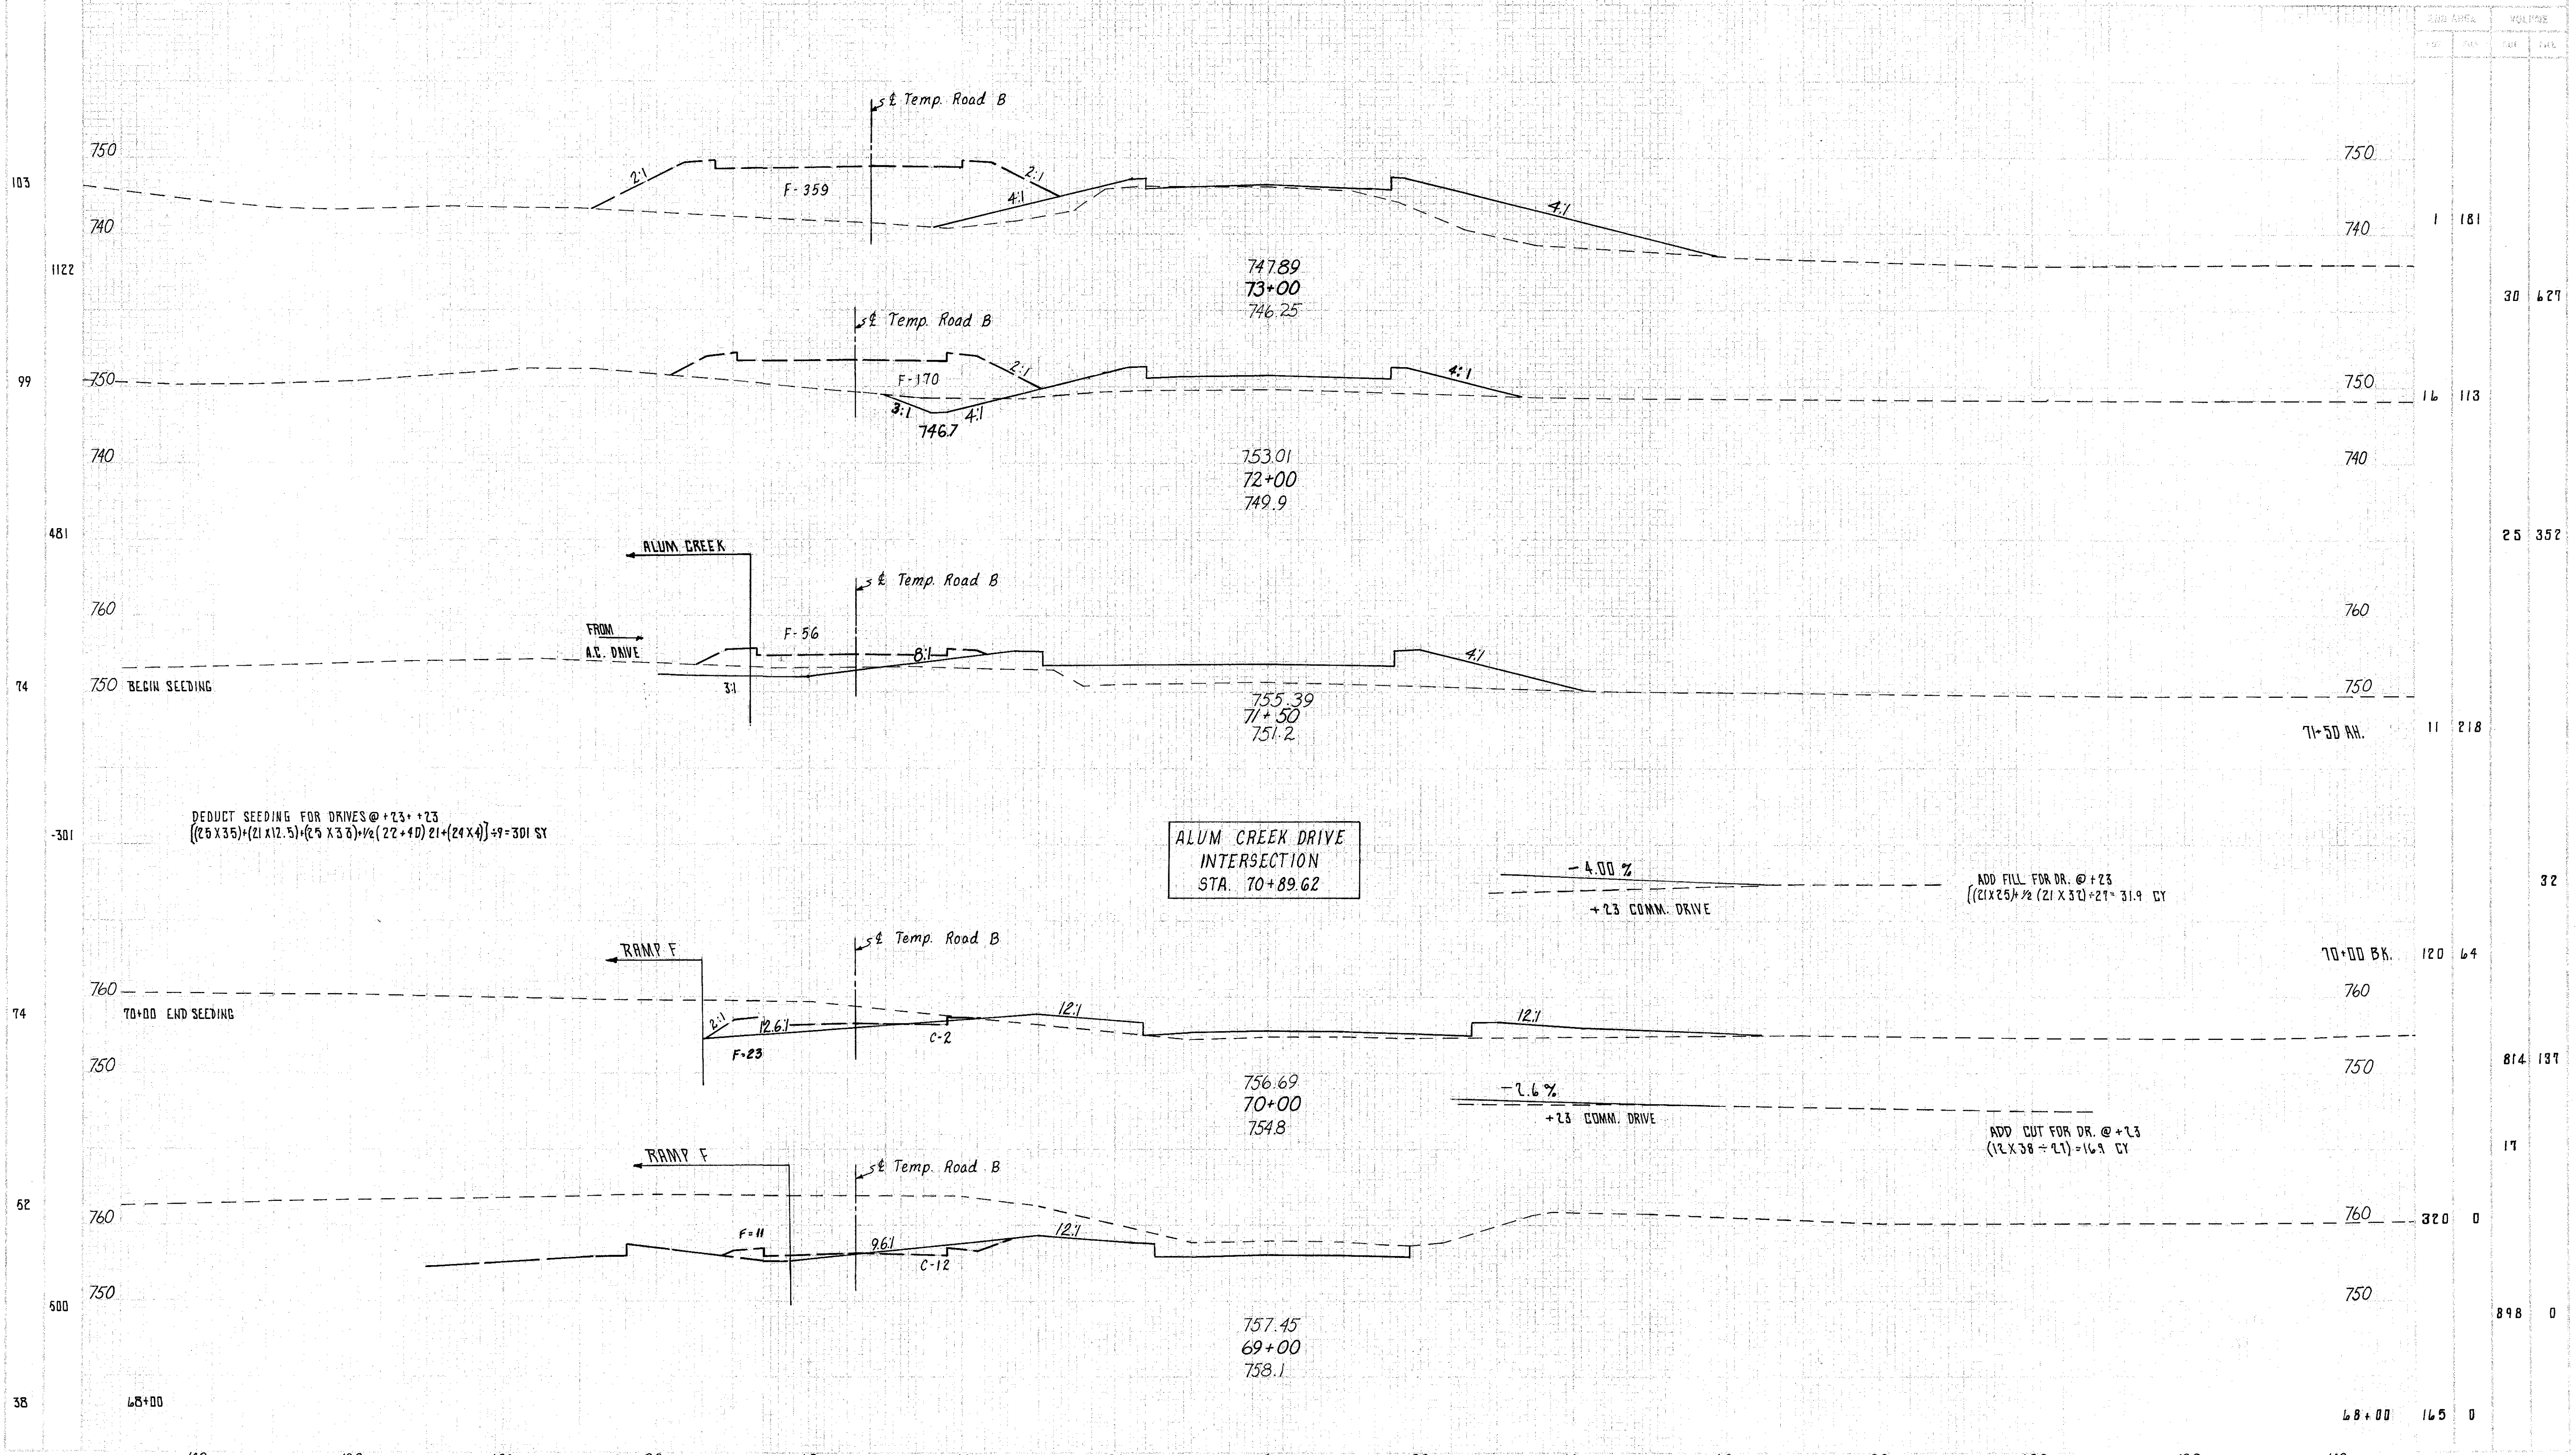 END AREA VOLUME
℄ Temp. Road B
750
750
2:1
2:1
F-359
4:1
4:1
103
740
740
1 181
1122
747.89
73+00
746.25
30 627
℄ Temp. Road B
99
750
750
2:1
4:1
F-170
3:1
4:1
746.7
16 113
740
740
753.01
72+00
749.9
481
25 352
ALUM CREEK
℄ Temp. Road B
760
760
FROM
A.C. DRIVE
F-56
8:1
4:1
74
750 BEGIN SEEDING
3:1
750
755.39
71+50
751.2
71+50 AH. 11 218
DEDUCT SEEDING FOR DRIVES @ +23+ +23
[(25X35)+(21X12.5)+(25X33)+1/2(22+40)21+(24X4)]÷9=301 SY
-301
ALUM CREEK DRIVE
INTERSECTION
STA. 70+89.62
-4.00 %
+23 COMM. DRIVE
ADD FILL FOR DR. @ +23
[(21X25)+1/2 (21X32)÷27= 31.9 CY
32
RAMP F
℄ Temp. Road B
70+00 BK. 120 64
760
760
74
70+00 END SEEDING
2:1
12.6:1
12:1
12:1
C-2
F=23
750
750
814 137
756.69
70+00
754.8
-2.6 %
+23 COMM. DRIVE
ADD CUT FOR DR. @ +23
(12X38÷27)=16.9 CY
17
RAMP F
℄ Temp. Road B
760
760
320 0
F=11
9.6:1
12:1
C-12
750
750
500
898 0
757.45
69+00
758.1
38
68+00
68+00 165 0